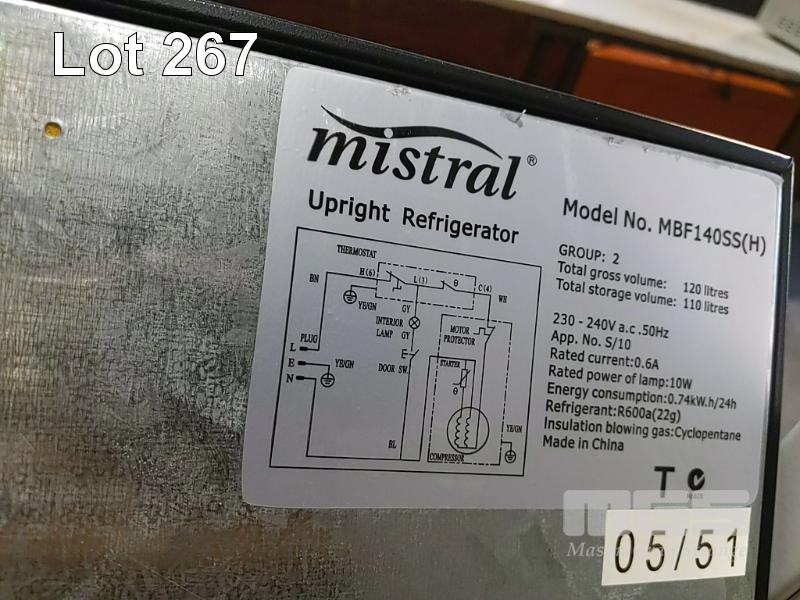 Lot 267
mistral®
Upright Refrigerator
Model No. MBF140SS(H)
GROUP: 2
Total gross volume: 120 litres
Total storage volume: 110 litres
230 - 240V a.c .50Hz
App. No. S/10
Rated current:0.6A
Rated power of lamp:10W
Energy consumption:0.74kW.h/24h
Refrigerant:R600a(22g)
Insulation blowing gas:Cyclopentane
Made in China
THERMOSTAT
H(6) L(3) θ C(4)
BN
YE/GN
GY
WH
INTERIOR
LAMP GY
MOTOR
PROTECTOR
PLUG
L
E YE/GN
N
DOOR SW.
STARTER
θ
YE/GN
BL
COMPRESSOR
T
MGS
05/51